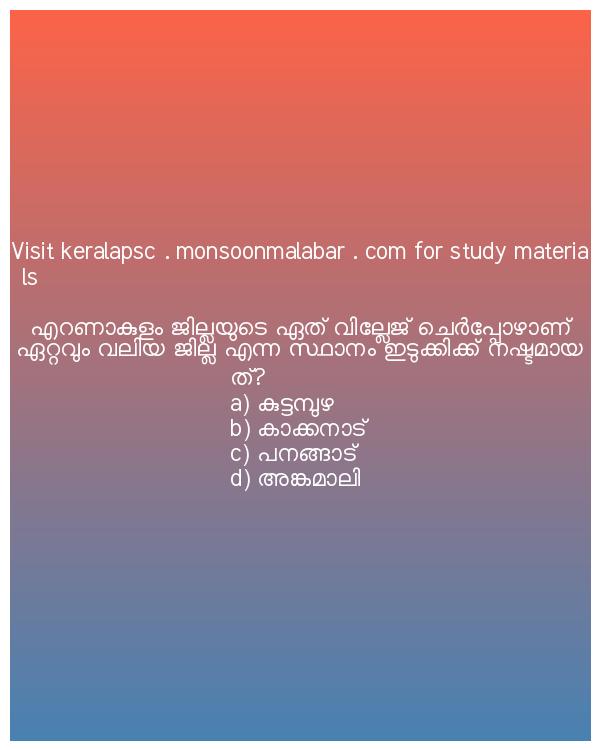 Visit keralapsc . monsoonmalabar . com for study materia
ls
എറണാകുളം ജില്ലയുടെ ഏത് വില്ലേജ് ചെർപ്പോഴാണ്
ഏറ്റവും വലിയ ജില്ല എന്ന സ്ഥാനം ഇടുക്കിക്ക് നഷ്ടമായ
ത്?
a) കുട്ടമ്പുഴ
b) കാക്കനാട്
c) പനങ്ങാട്
d) അങ്കമാലി